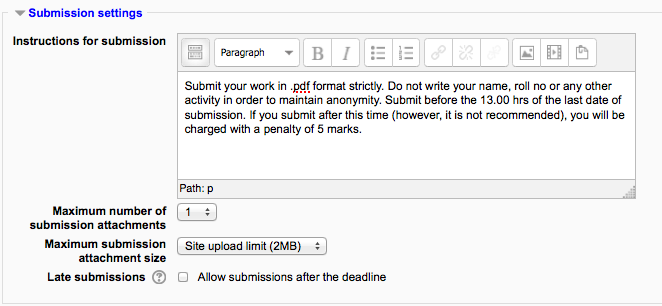 Submission settings
Instructions for submission
Paragraph
B I
Submit your work in .pdf format strictly. Do not write your name, roll no or any other
activity in order to maintain anonymity. Submit before the 13.00 hrs of the last date of
submission. If you submit after this time (however, it is not recommended), you will be
charged with a penalty of 5 marks.
Path: p
Maximum number of
submission attachments
1
Maximum submission
attachment size
Site upload limit (2MB)
Late submissions ? Allow submissions after the deadline